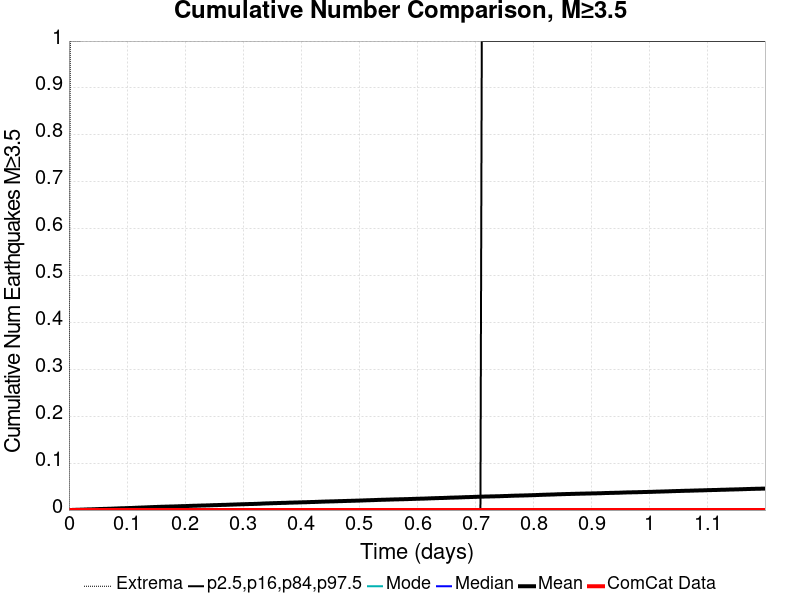 Cumulative Number Comparison, M≥3.5
Cumulative Num Earthquakes M≥3.5
1
0.9
0.8
0.7
0.6
0.5
0.4
0.3
0.2
0.1
0
0 0.1 0.2 0.3 0.4 0.5 0.6 0.7 0.8 0.9 1 1.1
Time (days)
Extrema p2.5,p16,p84,p97.5 Mode Median Mean ComCat Data